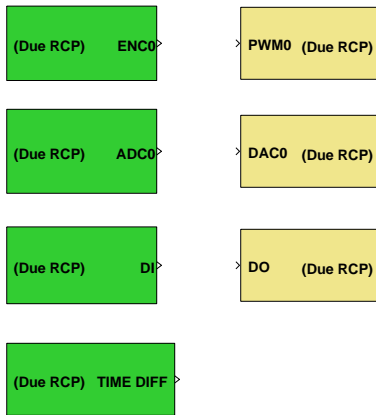 (Due RCP) ENC0
PWM0 (Due RCP)
(Due RCP) ADC0
DAC0 (Due RCP)
(Due RCP) DI
DO (Due RCP)
(Due RCP) TIME DIFF